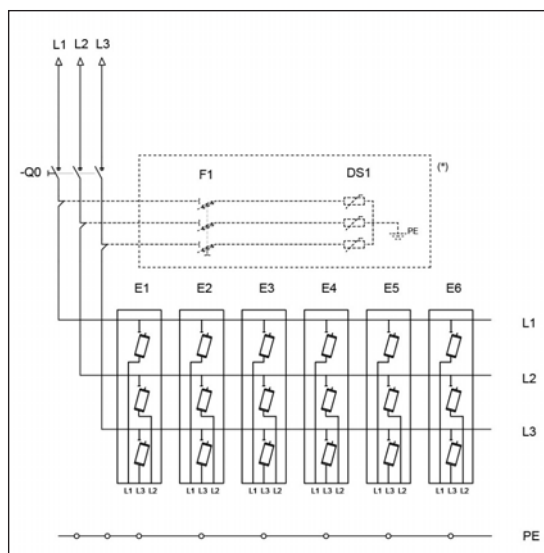 L1 L2 L3
-Q0
F1 DS1 (*)
PE
E1 E2 E3 E4 E5 E6
L1
L2
L3
L1 L3 L2 L1 L3 L2 L1 L3 L2 L1 L3 L2 L1 L3 L2 L1 L3 L2
PE